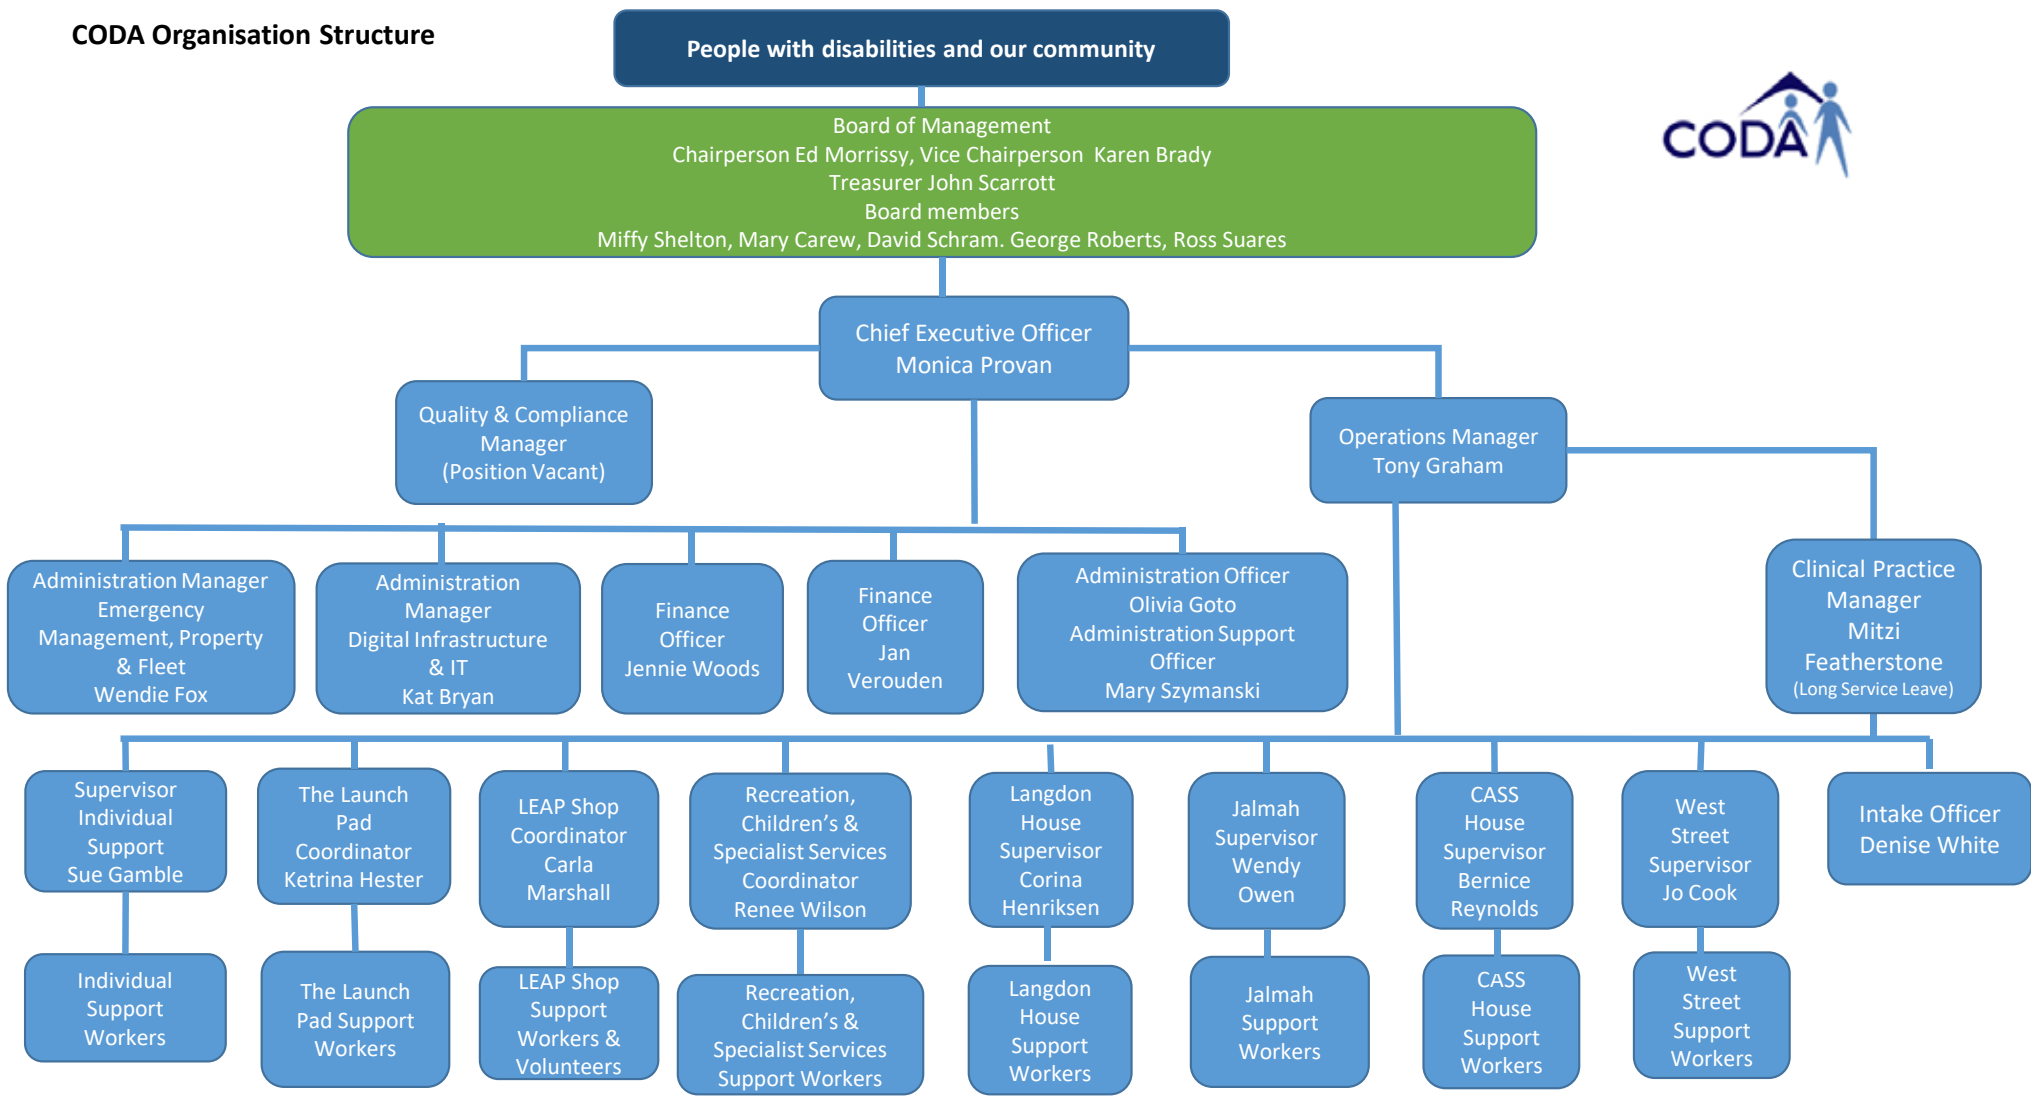 CODA Organisation Structure
People with disabilities and our community
CODA
Board of Management
Chairperson Ed Morrissy, Vice Chairperson  Karen Brady
Treasurer John Scarrott
Board members
Miffy Shelton, Mary Carew, David Schram. George Roberts, Ross Suares
Chief Executive Officer
Monica Provan
Quality & Compliance
Manager
(Position Vacant)
Operations Manager
Tony Graham
Administration Manager
Emergency
Management, Property
& Fleet
Wendie Fox
Administration
Manager
Digital Infrastructure
& IT
Kat Bryan
Finance
Officer
Jennie Woods
Finance
Officer
Jan
Verouden
Administration Officer
Olivia Goto
Administration Support
Officer
Mary Szymanski
Clinical Practice
Manager
Mitzi
Featherstone
(Long Service Leave)
Supervisor
Individual
Support
Sue Gamble
The Launch
Pad
Coordinator
Ketrina Hester
LEAP Shop
Coordinator
Carla
Marshall
Recreation,
Children’s &
Specialist Services
Coordinator
Renee Wilson
Langdon
House
Supervisor
Corina
Henriksen
Jalmah
Supervisor
Wendy
Owen
CASS
House
Supervisor
Bernice
Reynolds
West
Street
Supervisor
Jo Cook
Intake Officer
Denise White
Individual
Support
Workers
The Launch
Pad Support
Workers
LEAP Shop
Support
Workers &
Volunteers
Recreation,
Children’s &
Specialist Services
Support Workers
Langdon
House
Support
Workers
Jalmah
Support
Workers
CASS
House
Support
Workers
West
Street
Support
Workers